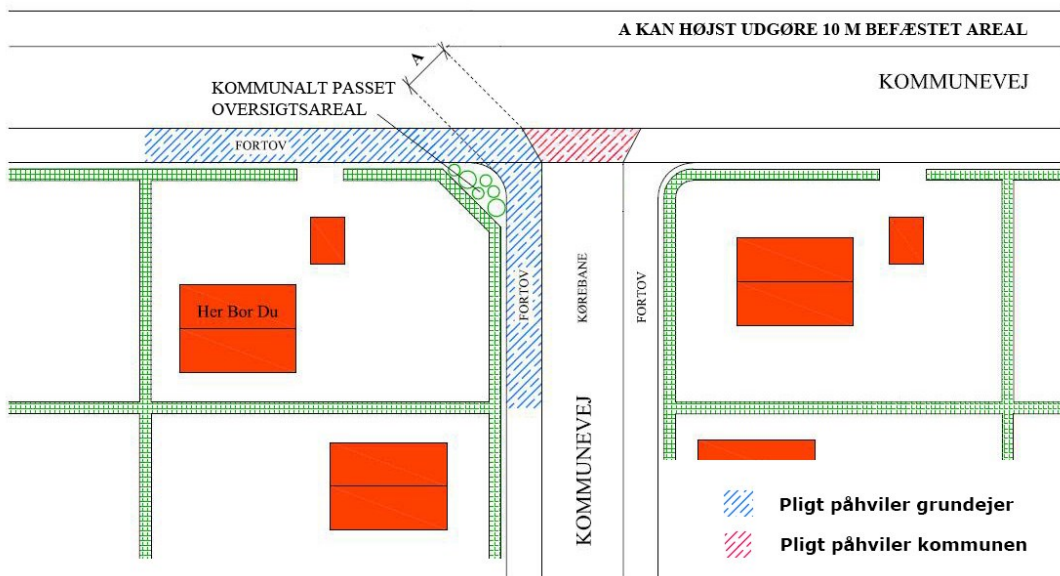 A KAN HØJST UDGØRE 10 M BEFÆSTET AREAL
KOMMUNEVEJ
A
KOMMUNALT PASSET
OVERSIGTSAREAL
FORTOV
Her Bor Du
FORTOV
KØREBANE
FORTOV
KOMMUNEVEJ
Pligt påhviler grundejer
Pligt påhviler kommunen